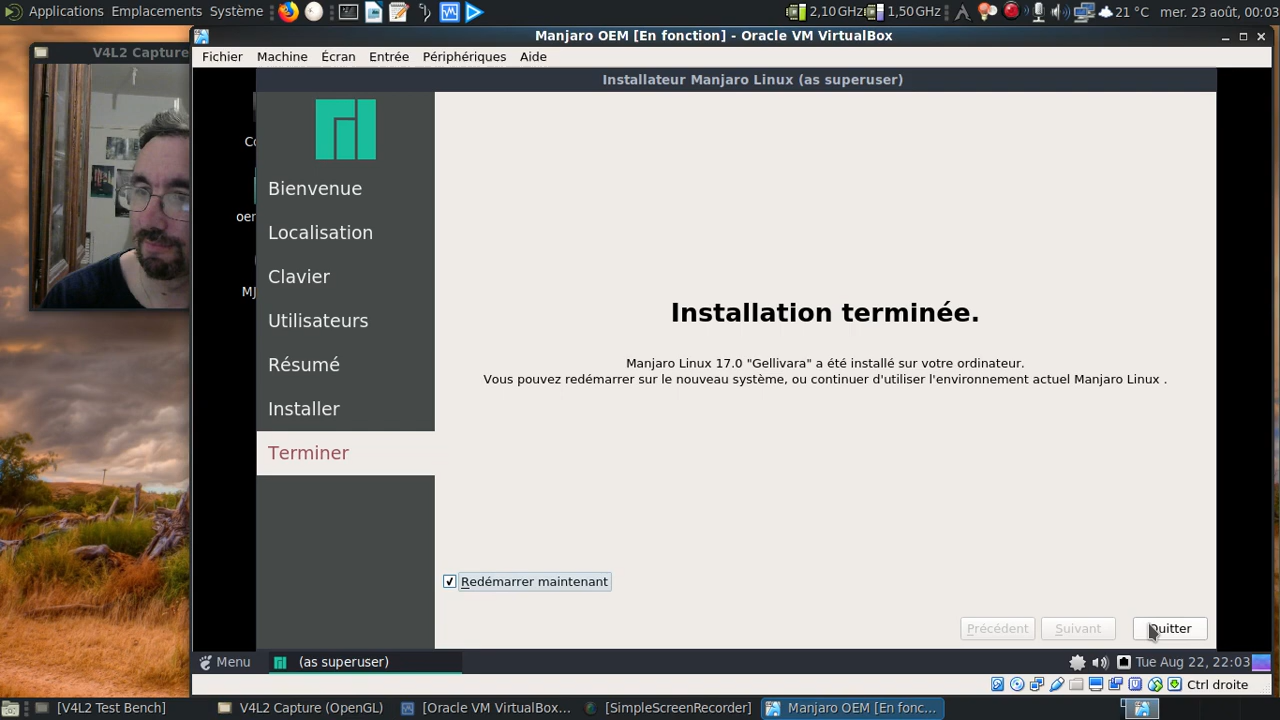 Applications Emplacements Système 2,10 GHz 1,50 GHz 21 °C mer. 23 août, 00:03
V4L2 Capture
Manjaro OEM [En fonction] - Oracle VM VirtualBox
Fichier Machine Écran Entrée Périphériques Aide
Installateur Manjaro Linux (as superuser)
Bienvenue
Localisation
Clavier
Utilisateurs
Résumé
Installer
Terminer
Installation terminée.
Manjaro Linux 17.0 "Gellivara" a été installé sur votre ordinateur.
Vous pouvez redémarrer sur le nouveau système, ou continuer d'utiliser l'environnement actuel Manjaro Linux .
Redémarrer maintenant
Précédent Suivant Quitter
Menu (as superuser) Tue Aug 22, 22:03
Ctrl droite
[V4L2 Test Bench] V4L2 Capture (OpenGL) [Oracle VM VirtualBox... [SimpleScreenRecorder] Manjaro OEM [En fonc...